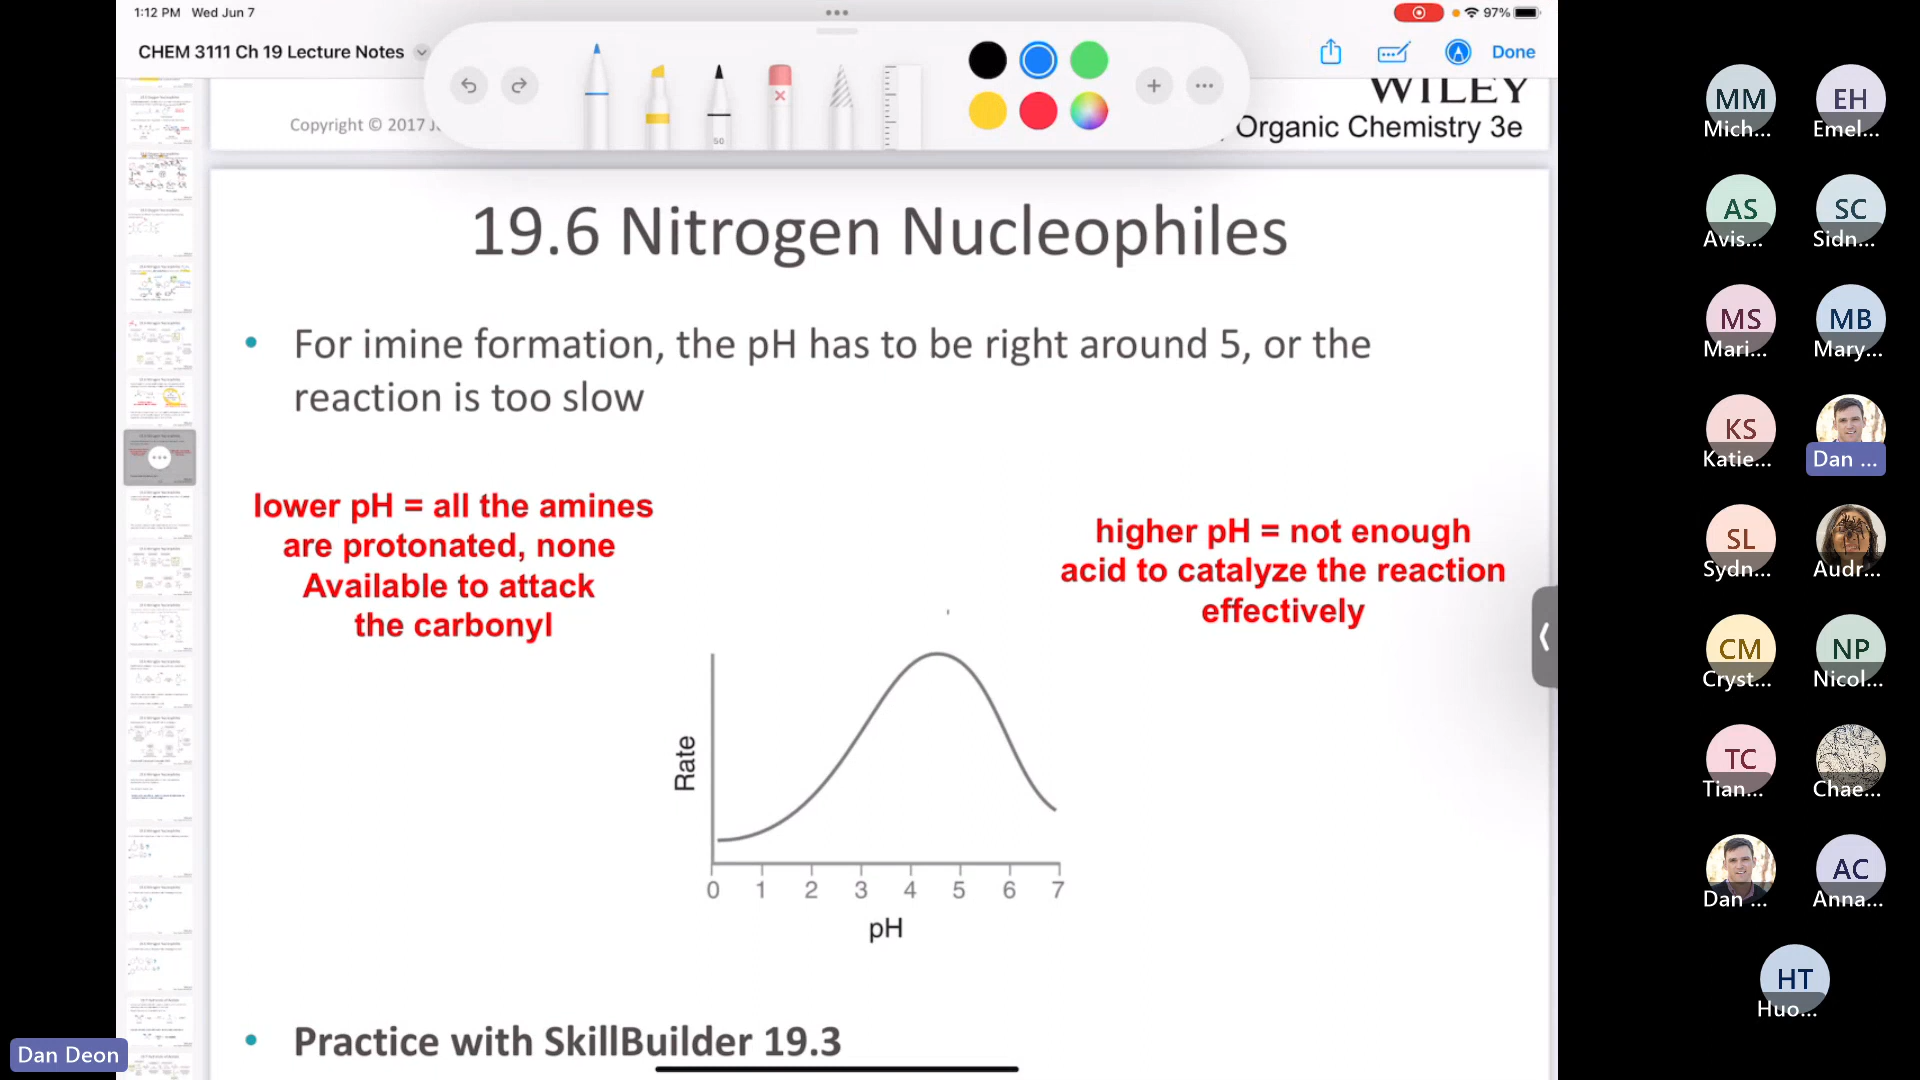 1:12 PM Wed Jun 7
97%
CHEM 3111 Ch 19 Lecture Notes
Done
50
WILEY
Copyright © 2017 J
Organic Chemistry 3e
19.6 Nitrogen Nucleophiles
• For imine formation, the pH has to be right around 5, or the
reaction is too slow
lower pH = all the amines
are protonated, none
Available to attack
the carbonyl
higher pH = not enough
acid to catalyze the reaction
effectively
Rate
0 1 2 3 4 5 6 7
pH
• Practice with SkillBuilder 19.3
Dan Deon
MM EH
Mich... Emel...
AS SC
Avis... Sidn...
MS MB
Mari... Mary...
KS
Katie... Dan ...
SL
Sydn... Audr...
CM NP
Cryst... Nicol...
TC
Tian... Chae...
AC
Dan ... Anna...
HT
Huo...